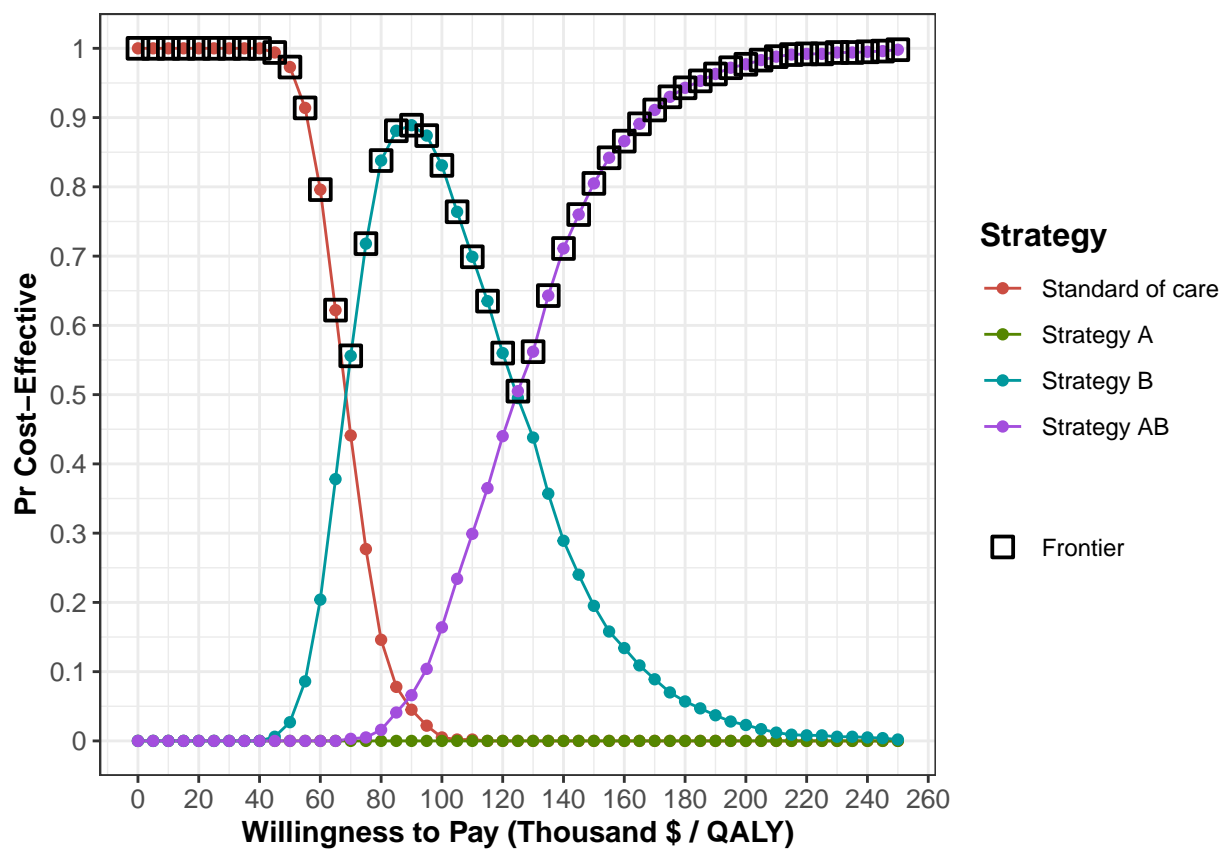 1
0.9
0.8
0.7
0.6
0.5
0.4
0.3
0.2
0.1
0
Pr Cost−Effective
0 20 40 60 80 100 120 140 160 180 200 220 240 260
Willingness to Pay (Thousand $ / QALY)
Strategy
Standard of care
Strategy A
Strategy B
Strategy AB
Frontier